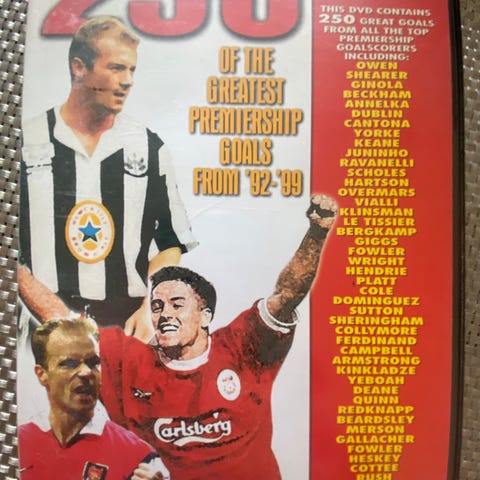 250
OF THE
GREATEST
PREMIERSHIP
GOALS
FROM '92-'99
THIS DVD CONTAINS
250 GREAT GOALS
FROM ALL THE TOP
PREMIERSHIP
GOALSCORERS
INCLUDING:
OWEN
SHEARER
GINOLA
BECKHAM
ANNELKA
DUBLIN
CANTONA
YORKE
KEANE
JUNINHO
RAVANELLI
SCHOLES
HARTSON
OVERMARS
VIALLI
KLINSMAN
LE TISSIER
BERGKAMP
GIGGS
FOWLER
WRIGHT
HENDRIE
PLATT
COLE
DOMINGUEZ
SUTTON
SHERINGHAM
COLLYMORE
FERDINAND
CAMPBELL
ARMSTRONG
KINKLADZE
YEBOAH
DEANE
QUINN
REDKNAPP
BEARDSLEY
MERSON
GALLACHER
FOWLER
HESKEY
COTTEE
RUSH
Carlsberg